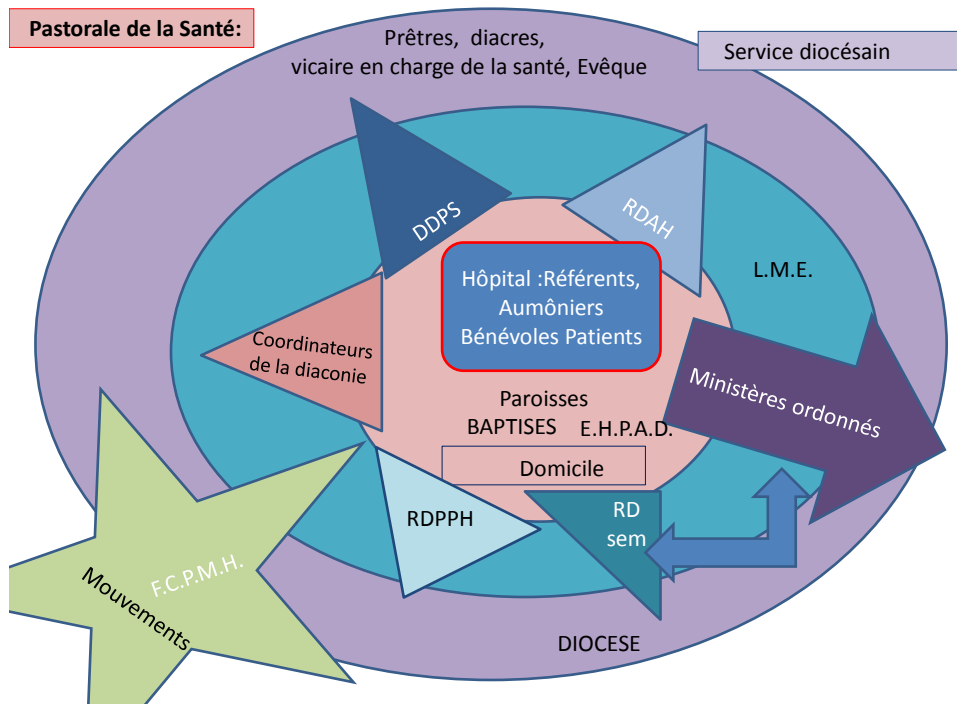 Pastorale de la Santé:
Prêtres, diacres,
vicaire en charge de la santé, Evêque
Service diocésain
DDPS
RDAH
L.M.E.
Hôpital :Référents,
Aumôniers
Bénévoles Patients
Coordinateurs
de la diaconie
Ministères ordonnés
Paroisses
BAPTISES
E.H.P.A.D.
Domicile
RDPPH
RD
sem
F.C.P.M.H.
Mouvements
DIOCESE